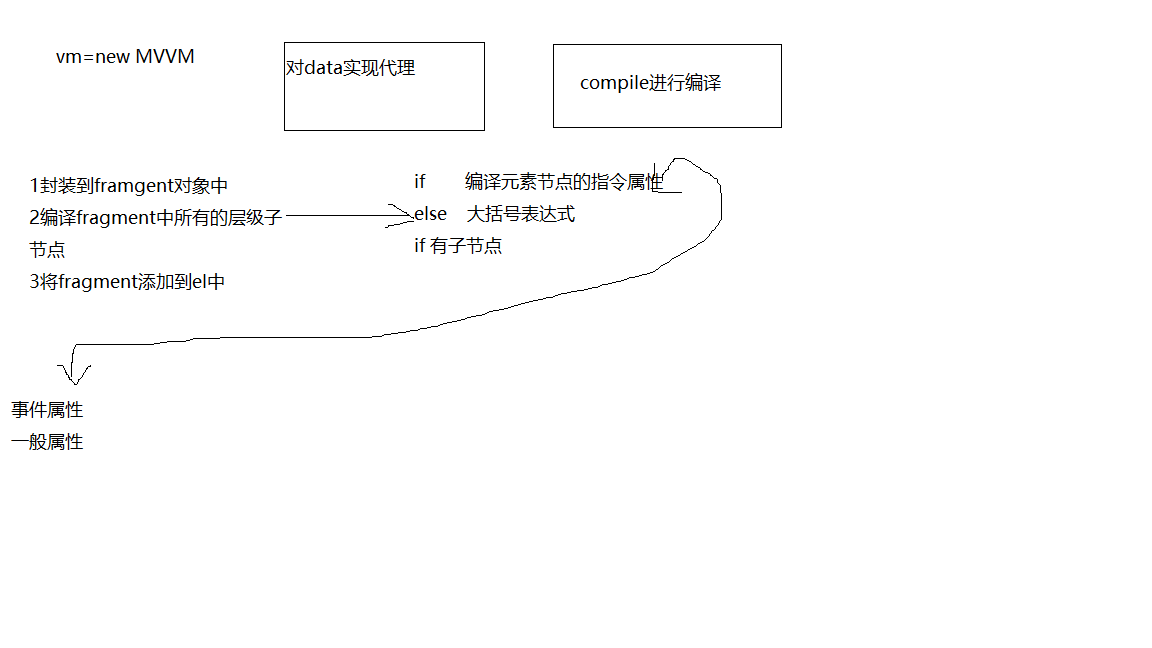 vm=new MVVM
对data实现代理
compile进行编译
1封装到framgent对象中
2编译fragment中所有的层级子
节点
3将fragment添加到el中
if 编译元素节点的指令属性
else 大括号表达式
if 有子节点
事件属性
一般属性